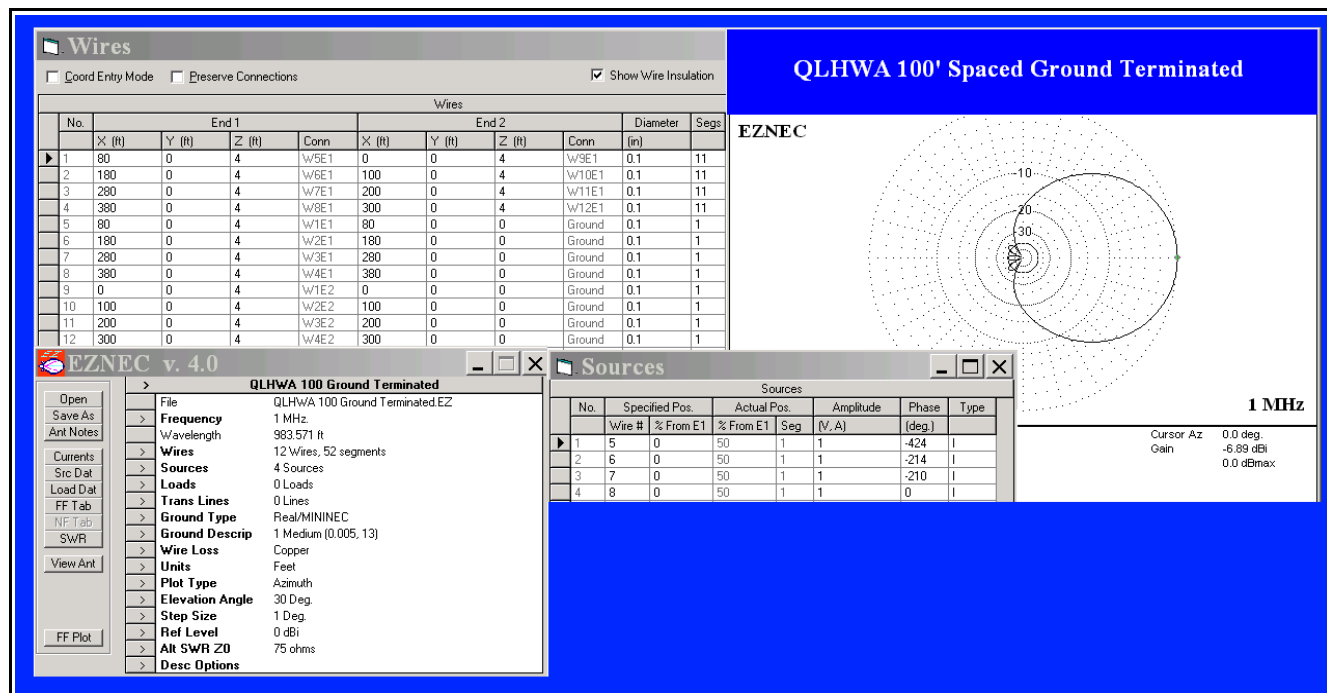 Wires
Coord Entry Mode Preserve Connections Show Wire Insulation
Wires
No. End 1 End 2 Diameter Segs
X (ft) Y (ft) Z (ft) Conn X (ft) Y (ft) Z (ft) Conn (in)
1 80 0 4 W5E1 0 0 4 W9E1 0.1 11
2 180 0 4 W6E1 100 0 4 W10E1 0.1 11
3 280 0 4 W7E1 200 0 4 W11E1 0.1 11
4 380 0 4 W8E1 300 0 4 W12E1 0.1 11
5 80 0 4 W1E1 80 0 0 Ground 0.1 1
6 180 0 4 W2E1 180 0 0 Ground 0.1 1
7 280 0 4 W3E1 280 0 0 Ground 0.1 1
8 380 0 4 W4E1 380 0 0 Ground 0.1 1
9 0 0 4 W1E2 0 0 0 Ground 0.1 1
10 100 0 4 W2E2 100 0 0 Ground 0.1 1
11 200 0 4 W3E2 200 0 0 Ground 0.1 1
12 300 0 4 W4E2 300 0 0 Ground 0.1 1
QLHWA 100' Spaced Ground Terminated
EZNEC
-10
-20
-30
1 MHz
Cursor Az 0.0 deg.
Gain -6.89 dBi
0.0 dBmax
EZNEC v. 4.0
Open
Save As
Ant Notes
Currents
Src Dat
Load Dat
FF Tab
NF Tab
SWR
View Ant
FF Plot
> QLHWA 100 Ground Terminated
File QLHWA 100 Ground Terminated.EZ
> Frequency 1 MHz.
Wavelength 983.571 ft
> Wires 12 Wires, 52 segments
> Sources 4 Sources
> Loads 0 Loads
> Trans Lines 0 Lines
> Ground Type Real/MININEC
> Ground Descrip 1 Medium (0.005, 13)
> Wire Loss Copper
> Units Feet
> Plot Type Azimuth
> Elevation Angle 30 Deg.
> Step Size 1 Deg.
> Ref Level 0 dBi
> Alt SWR Z0 75 ohms
> Desc Options
Sources
Sources
No. Specified Pos. Actual Pos. Amplitude Phase Type
Wire # % From E1 % From E1 Seg (V, A) (deg.)
1 5 0 50 1 1 -424 I
2 6 0 50 1 1 -214 I
3 7 0 50 1 1 -210 I
4 8 0 50 1 1 0 I